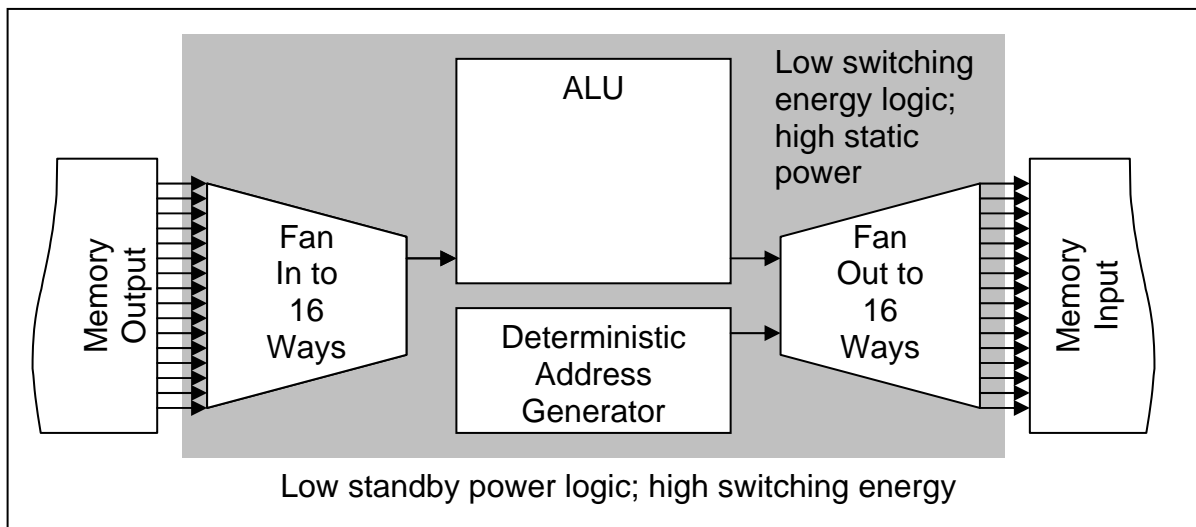 Memory
Output
Fan
In to
16
Ways
ALU
Deterministic
Address
Generator
Low switching
energy logic;
high static
power
Fan
Out to
16
Ways
Memory
Input
Low standby power logic; high switching energy